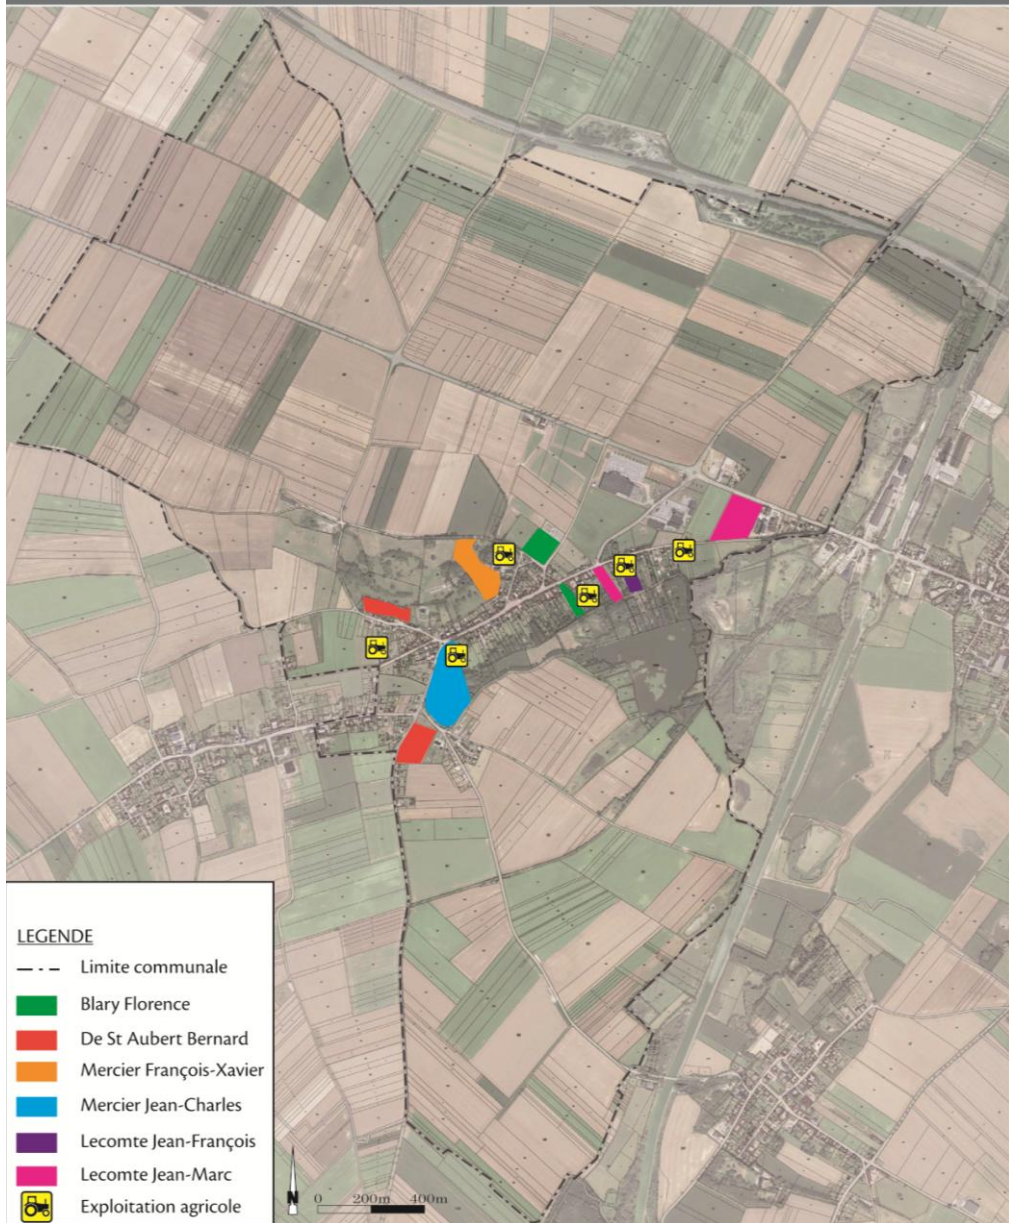 LEGENDE
Limite communale
Blary Florence
De St Aubert Bernard
Mercier François-Xavier
Mercier Jean-Charles
Lecomte Jean-François
Lecomte Jean-Marc
Exploitation agricole
N
0 200m 400m